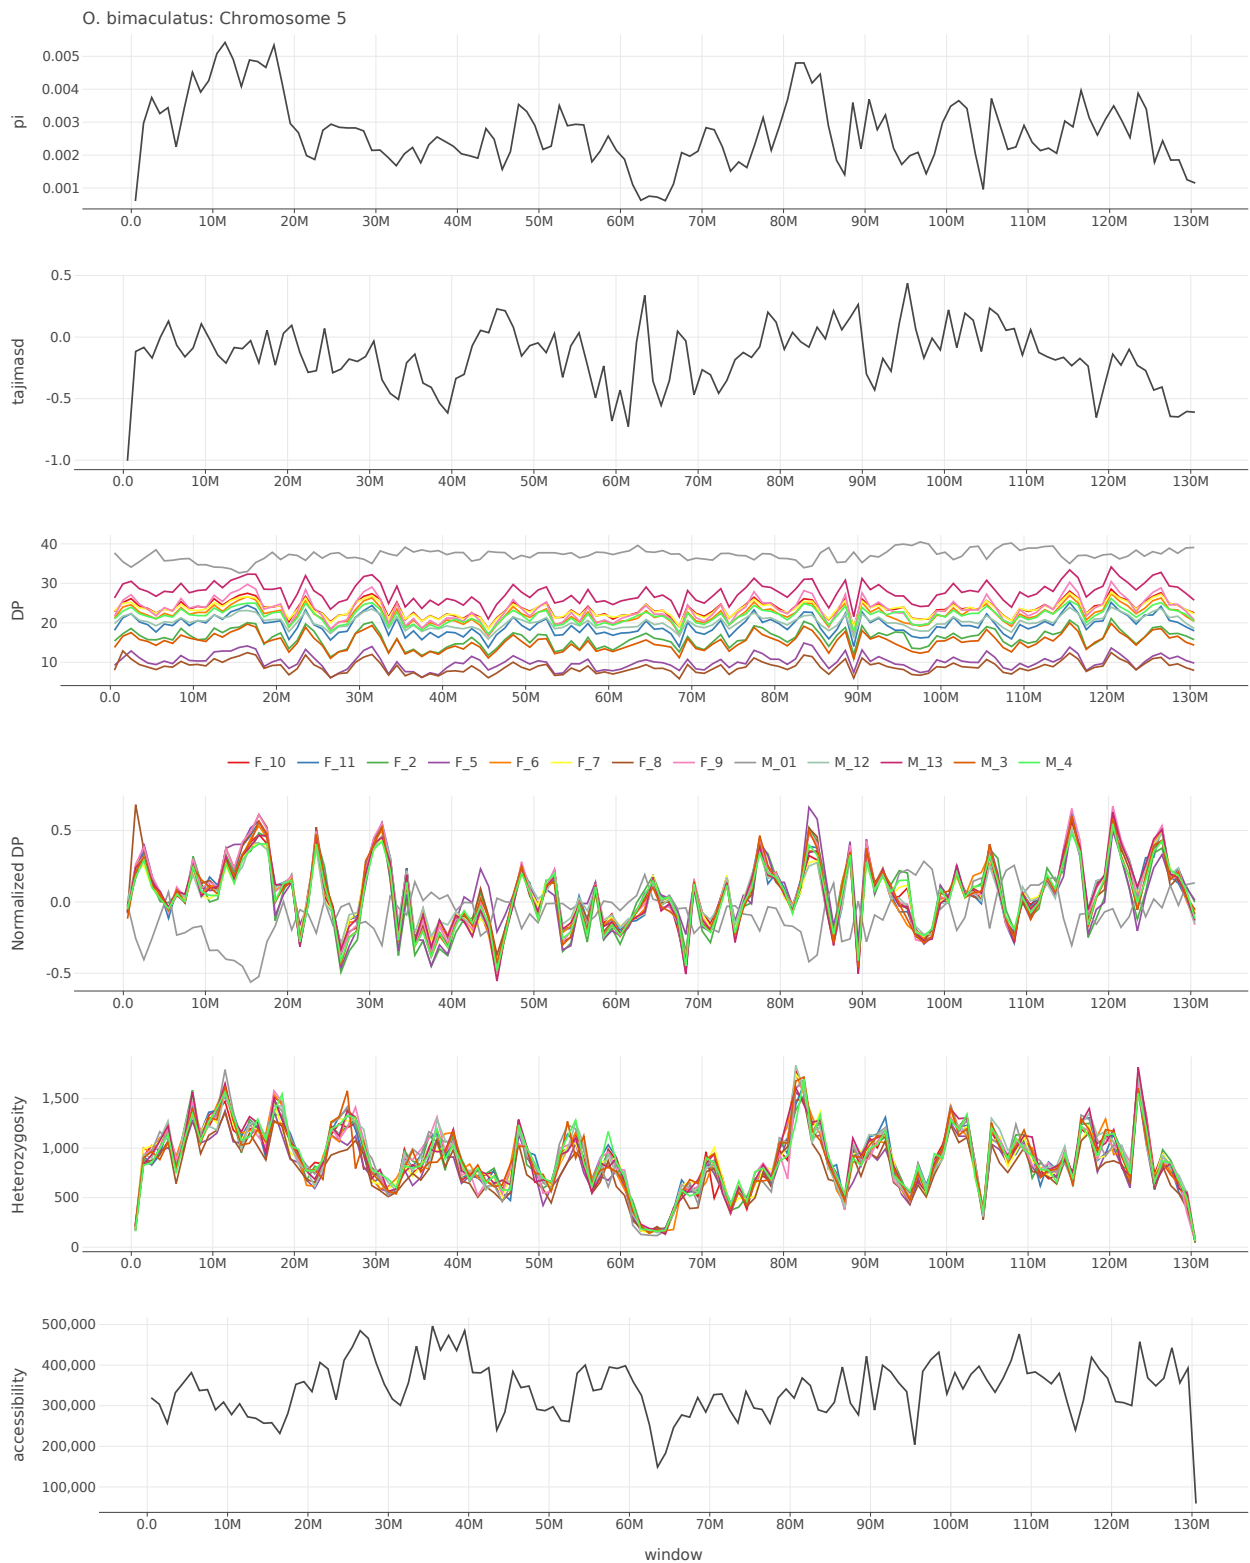 O. bimaculatus: Chromosome 5
0.005
0.004
0.003
0.002
0.001
pi
0.0 10M 20M 30M 40M 50M 60M 70M 80M 90M 100M 110M 120M 130M
0.5
0.0
-0.5
-1.0
tajimasd
0.0 10M 20M 30M 40M 50M 60M 70M 80M 90M 100M 110M 120M 130M
40
30
20
10
DP
0.0 10M 20M 30M 40M 50M 60M 70M 80M 90M 100M 110M 120M 130M
F_10 F_11 F_2 F_5 F_6 F_7 F_8 F_9 M_01 M_12 M_13 M_3 M_4
0.5
0.0
-0.5
Normalized DP
0.0 10M 20M 30M 40M 50M 60M 70M 80M 90M 100M 110M 120M 130M
1,500
1,000
500
0
Heterozygosity
0.0 10M 20M 30M 40M 50M 60M 70M 80M 90M 100M 110M 120M 130M
500,000
400,000
300,000
200,000
100,000
accessibility
0.0 10M 20M 30M 40M 50M 60M 70M 80M 90M 100M 110M 120M 130M
window